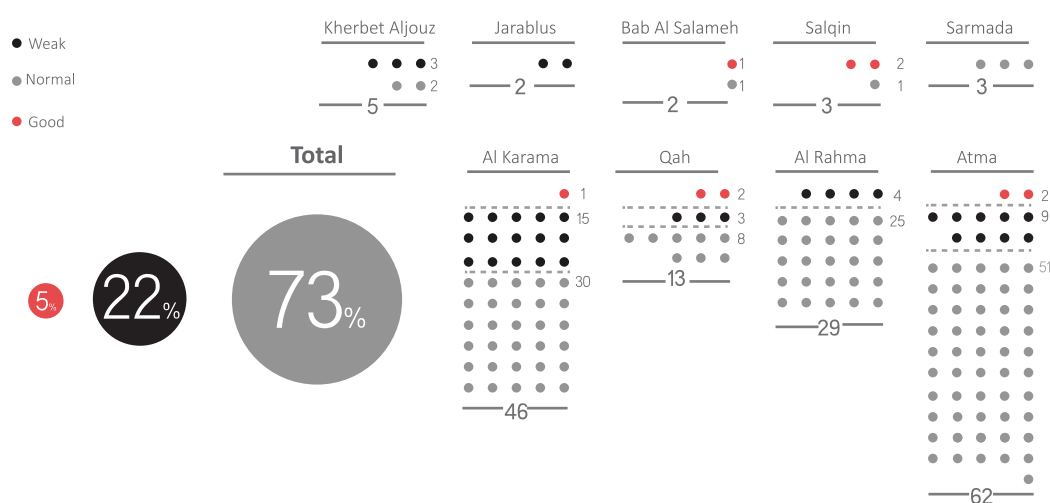 Weak
Normal
Good
Kherbet Aljouz
3
2
5
Jarablus
2
Bab Al Salameh
1
1
2
Salqin
2
1
3
Sarmada
3
Total
5%
22%
73%
Al Karama
1
15
30
46
Qah
2
3
8
13
Al Rahma
4
25
29
Atma
2
9
51
62